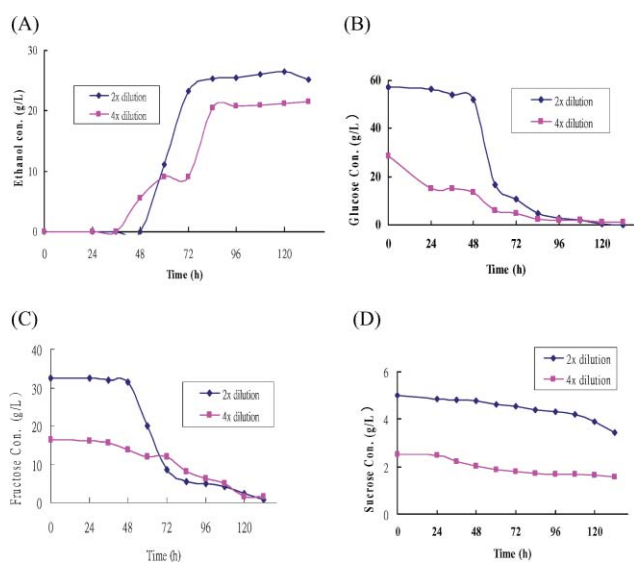 (A)
30
20
10
0
Ethanol con. (g/L)
2x dilution
4x dilution
0 24 48 72 96 120
Time (h)
(B)
60
40
20
0
Glucose Con. (g/L)
2x dilution
4x dilution
0 24 48 72 96 120
Time (h)
(C)
40
30
20
10
0
Fructose Con. (g/L)
2x dilution
4x dilution
0 24 48 72 96 120
Time (h)
(D)
6
4
2
0
Sucrose Con. (g/L)
2x dilution
4x dilution
0 24 48 72 96 120
Time (h)